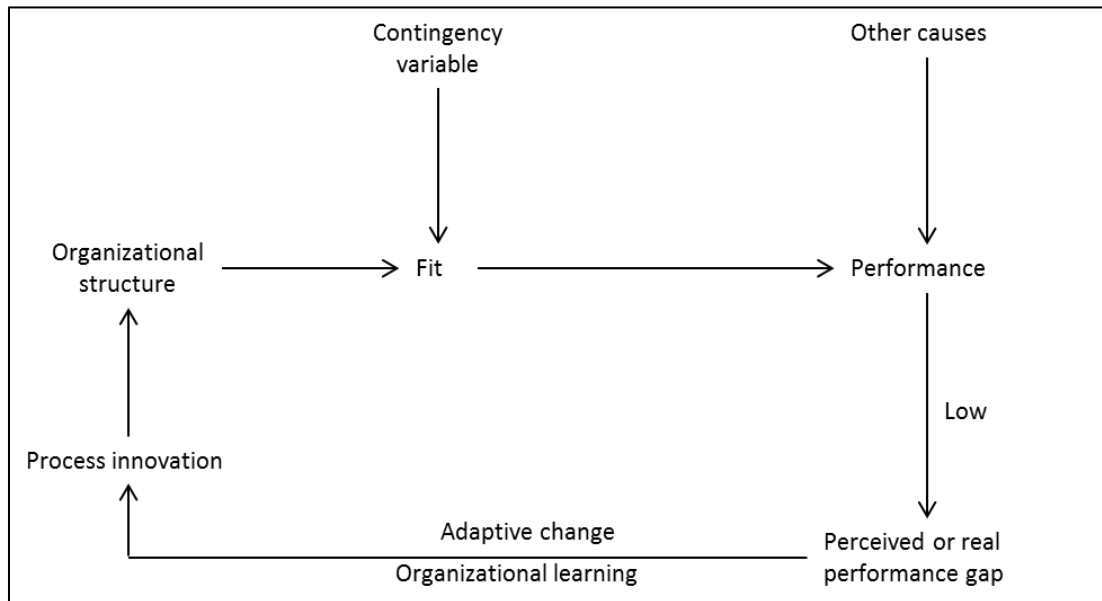 Contingency
variable
Other causes
Organizational
structure
Fit
Performance
Low
Process innovation
Adaptive change
Organizational learning
Perceived or real
performance gap